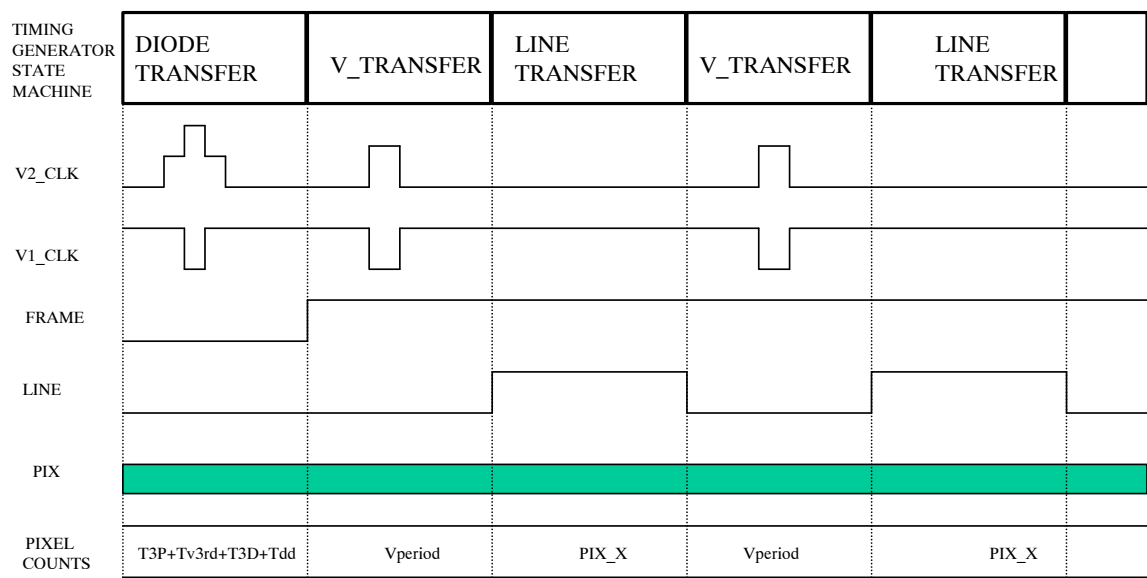 TIMING
GENERATOR
STATE
MACHINE
DIODE
TRANSFER
V_TRANSFER
LINE
TRANSFER
V_TRANSFER
LINE
TRANSFER
V2_CLK
V1_CLK
FRAME
LINE
PIX
PIXEL
COUNTS
T3P+Tv3rd+T3D+Tdd
Vperiod
PIX_X
Vperiod
PIX_X